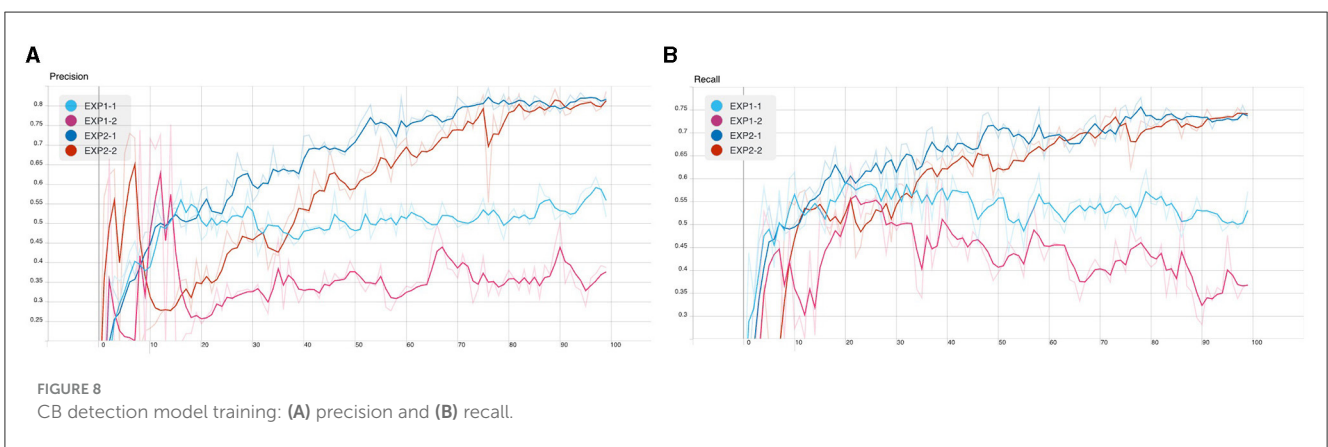 A
Precision
EXP1-1
EXP1-2
EXP2-1
EXP2-2
0.8
0.75
0.7
0.65
0.6
0.55
0.5
0.45
0.4
0.35
0.3
0.25
0 10 20 30 40 50 60 70 80 90 100
B
Recall
EXP1-1
EXP1-2
EXP2-1
EXP2-2
0.75
0.7
0.65
0.6
0.55
0.5
0.45
0.4
0.35
0.3
0 10 20 30 40 50 60 70 80 90 100
FIGURE 8
CB detection model training: (A) precision and (B) recall.